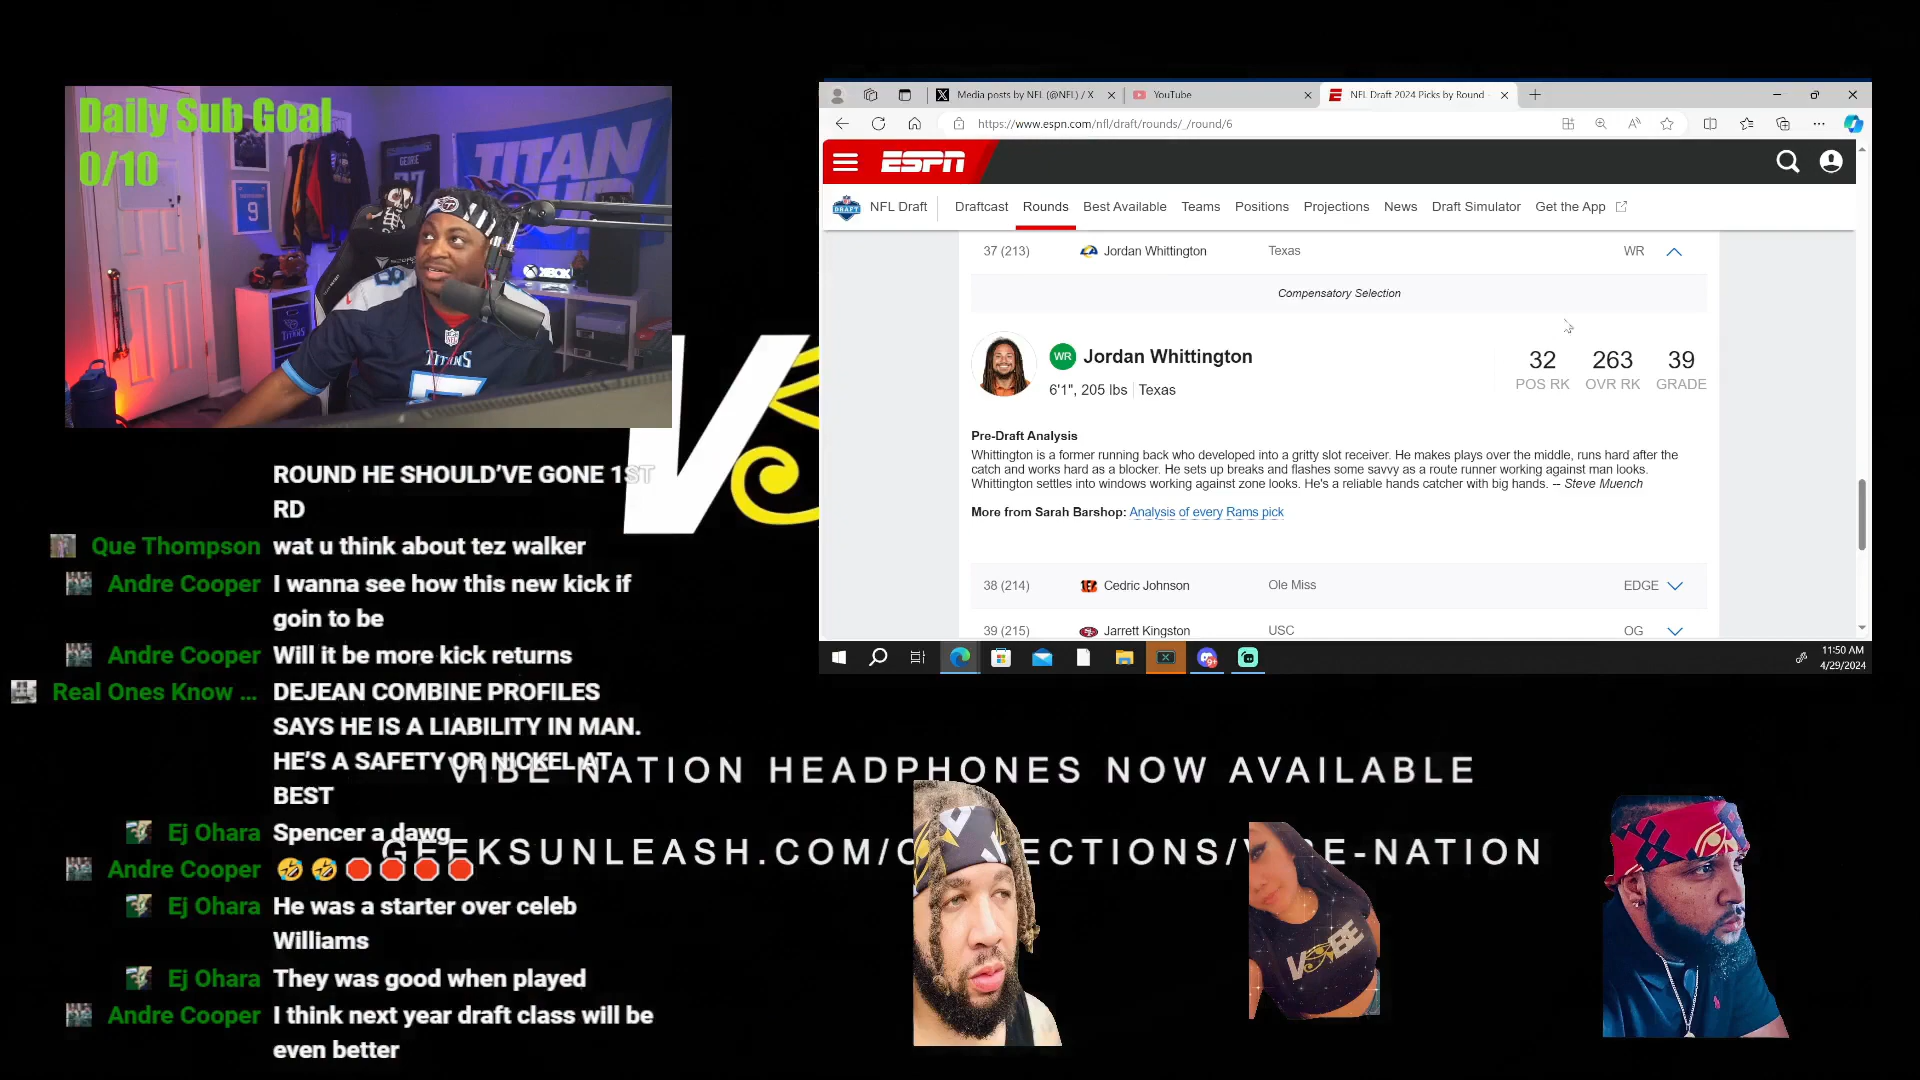 Daily Sub Goal
0/10
TITAN
UP
GEORGE
9
XBOX
TITANS
TITANS
ROUND HE SHOULD'VE GONE 1ST
RD
Que Thompson wat u think about tez walker
Andre Cooper I wanna see how this new kick if
goin to be
Andre Cooper Will it be more kick returns
Real Ones Know ... DEJEAN COMBINE PROFILES
SAYS HE IS A LIABILITY IN MAN.
HE'S A SAFETY OR NICKEL AT
BEST
Ej Ohara Spencer a dawg
Andre Cooper 🤣🤣🛑🛑🛑🛑
Ej Ohara He was a starter over celeb
Williams
Ej Ohara They was good when played
Andre Cooper I think next year draft class will be
even better
Media posts by NFL (@NFL) / X
YouTube
NFL Draft 2024 Picks by Round -
https://www.espn.com/nfl/draft/rounds/_/round/6
ESPN
NFL Draft Draftcast Rounds Best Available Teams Positions Projections News Draft Simulator Get the App
37 (213) Jordan Whittington Texas WR
Compensatory Selection
WR Jordan Whittington
6'1", 205 lbs Texas
32 263 39
POS RK OVR RK GRADE
Pre-Draft Analysis
Whittington is a former running back who developed into a gritty slot receiver. He makes plays over the middle, runs hard after the
catch and works hard as a blocker. He sets up breaks and flashes some savvy as a route runner working against man looks.
Whittington settles into windows working against zone looks. He's a reliable hands catcher with big hands. -- Steve Muench
More from Sarah Barshop: Analysis of every Rams pick
38 (214) Cedric Johnson Ole Miss EDGE
39 (215) Jarrett Kingston USC OG
11:50 AM
4/29/2024
VIBE NATION HEADPHONES NOW AVAILABLE
VIBE